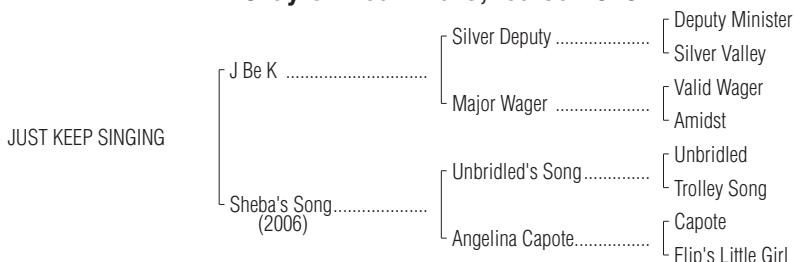 Deputy Minister
Silver Deputy ....................
Silver Valley
J Be K ..............................
Valid Wager
Major Wager ....................
Amidst
JUST KEEP SINGING
Unbridled
Unbridled's Song..............
Trolley Song
Sheba's Song....................
(2006)
Capote
Angelina Capote................
Flip's Little Girl